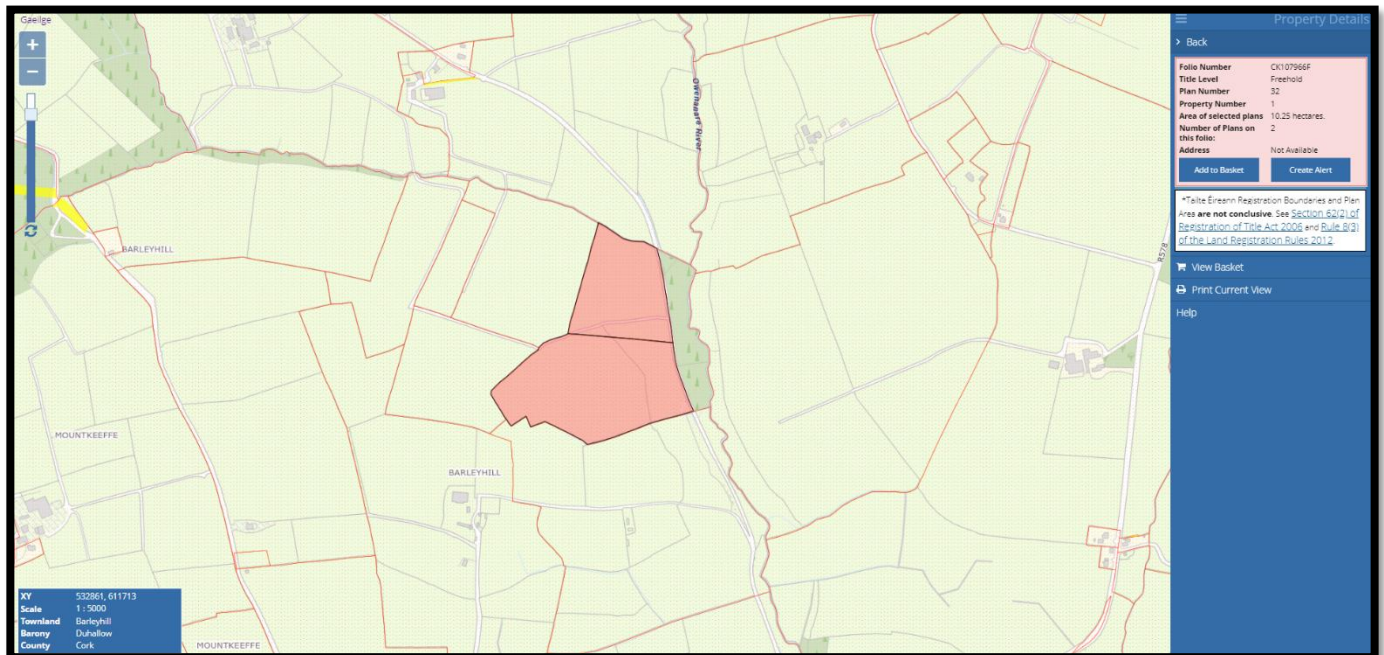 Gaeilge
+
−
Owenaaare River
R578
BARLEYHILL
MOUNTKEEFFE
BARLEYHILL
MOUNTKEEFFE
XY 532861, 611713
Scale 1 : 5000
Townland Barleyhill
Barony Duhallow
County Cork
Property Details
Back
Folio Number CK107966F
Title Level Freehold
Plan Number 32
Property Number 1
Area of selected plans 10.25 hectares.
Number of Plans on 2
this folio:
Address Not Available
Add to Basket Create Alert
*Tailte Éireann Registration Boundaries and Plan
Area are not conclusive. See Section 62(2) of
Registration of Title Act 2006 and Rule 8(3)
of the Land Registration Rules 2012
View Basket
Print Current View
Help